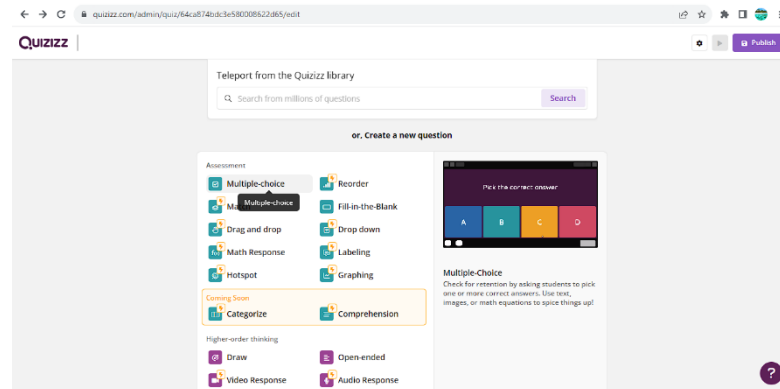 quizizz.com/admin/quiz/64ca874bdc3e580008622d65/edit
Quizizz
Publish
Teleport from the Quizizz library
Search from millions of questions
Search
or, Create a new question
Assessment
Multiple-choice
Reorder
Multiple-choice
Fill-in-the-Blank
Drag and drop
Drop down
Math Response
Labeling
Hotspot
Graphing
Coming Soon
Categorize
Comprehension
Higher-order thinking
Draw
Open-ended
Video Response
Audio Response
Pick the correct answer
A
B
C
D
Multiple-Choice
Check for retention by asking students to pick
one or more correct answers. Use text,
images, or math equations to spice things up!
?